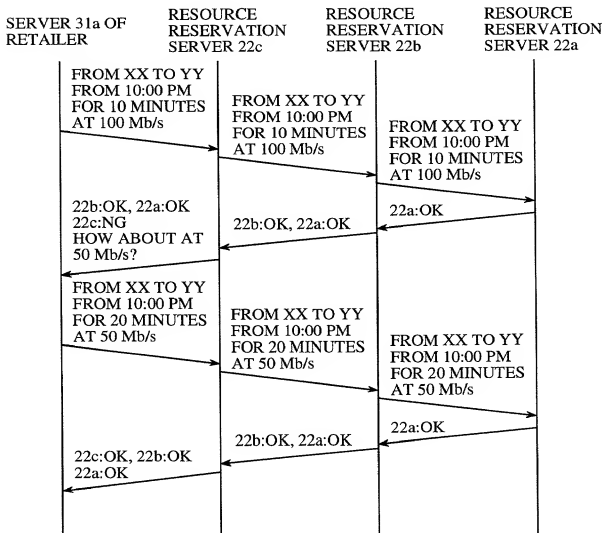 SERVER 31a OF
RETAILER
RESOURCE
RESERVATION
SERVER 22c
RESOURCE
RESERVATION
SERVER 22b
RESOURCE
RESERVATION
SERVER 22a
FROM XX TO YY
FROM 10:00 PM
FOR 10 MINUTES
AT 100 Mb/s
FROM XX TO YY
FROM 10:00 PM
FOR 10 MINUTES
AT 100 Mb/s
FROM XX TO YY
FROM 10:00 PM
FOR 10 MINUTES
AT 100 Mb/s
22a:OK
22b:OK, 22a:OK
22b:OK, 22a:OK
22c:NG
HOW ABOUT AT
50 Mb/s?
FROM XX TO YY
FROM 10:00 PM
FOR 20 MINUTES
AT 50 Mb/s
FROM XX TO YY
FROM 10:00 PM
FOR 20 MINUTES
AT 50 Mb/s
FROM XX TO YY
FROM 10:00 PM
FOR 20 MINUTES
AT 50 Mb/s
22a:OK
22b:OK, 22a:OK
22c:OK, 22b:OK
22a:OK